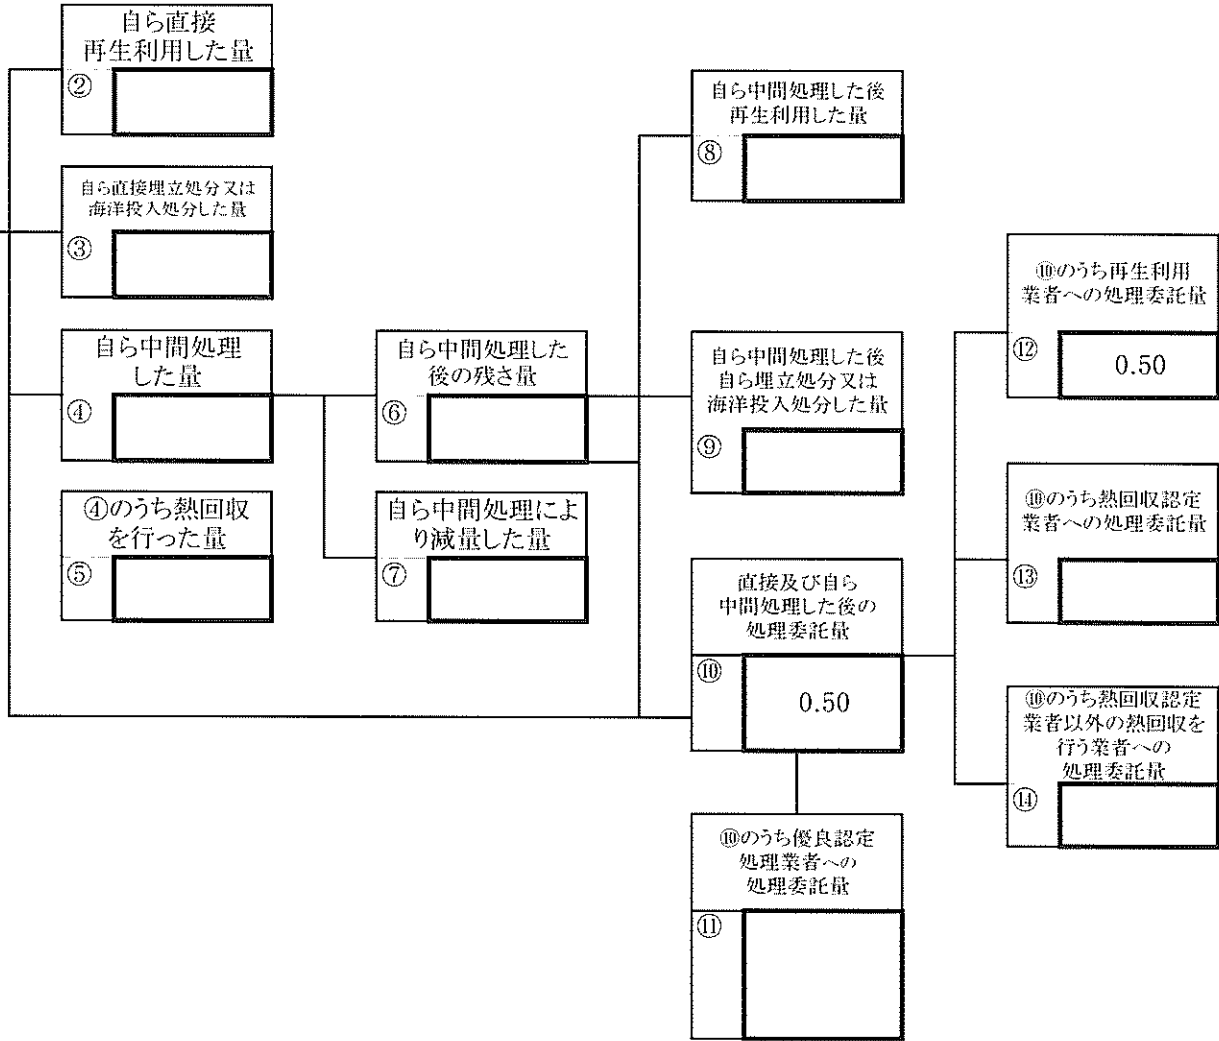 自ら直接
再生利用した量
②
自ら直接埋立処分又は
海洋投入処分した量
③
自ら中間処理
した量
④
④のうち熱回収
を行った量
⑤
自ら中間処理した
後の残さ量
⑥
自ら中間処理によ
り減量した量
⑦
自ら中間処理した後
再生利用した量
⑧
自ら中間処理した後
自ら埋立処分又は
海洋投入処分した量
⑨
直接及び自ら
中間処理した後の
処理委託量
⑩
0.50
⑩のうち優良認定
処理業者への
処理委託量
⑪
⑩のうち再生利用
業者への処理委託量
⑫
0.50
⑩のうち熱回収認定
業者への処理委託量
⑬
⑩のうち熱回収認定
業者以外の熱回収を
行う業者への
処理委託量
⑭